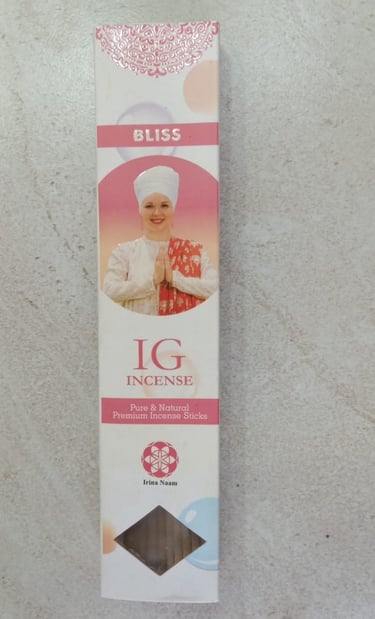 BLISS
IG
INCENSE
Pure & Natural
Premium Incense Sticks
Irina Naam